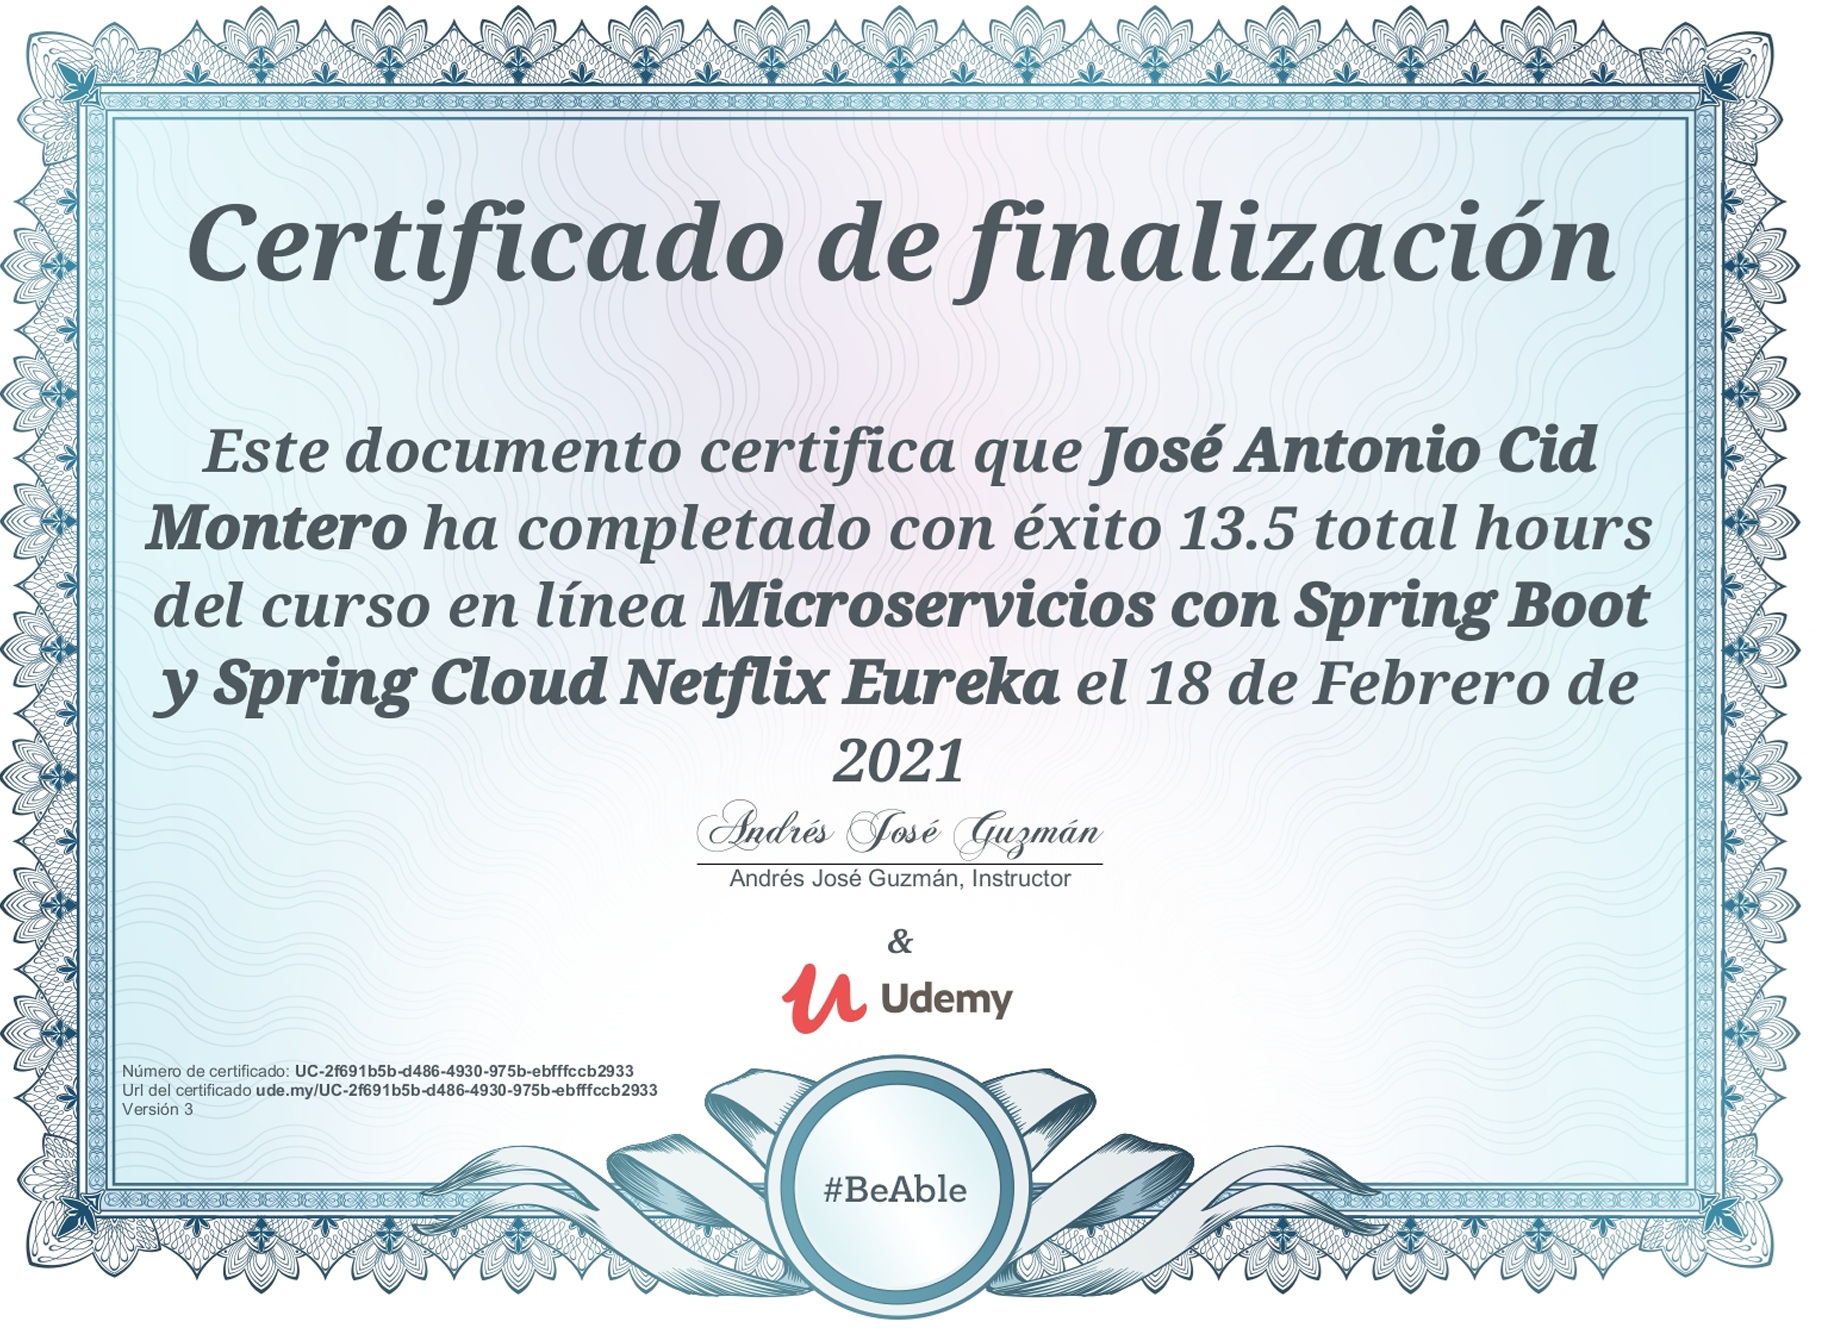 Certificado de finalización
Este documento certifica que José Antonio Cid
Montero ha completado con éxito 13.5 total hours
del curso en línea Microservicios con Spring Boot
y Spring Cloud Netflix Eureka el 18 de Febrero de
2021
Andrés José Guzmán
Andrés José Guzmán, Instructor
&
Udemy
Número de certificado: UC-2f691b5b-d486-4930-975b-ebfffccb2933
Url del certificado ude.my/UC-2f691b5b-d486-4930-975b-ebfffccb2933
Versión 3
#BeAble